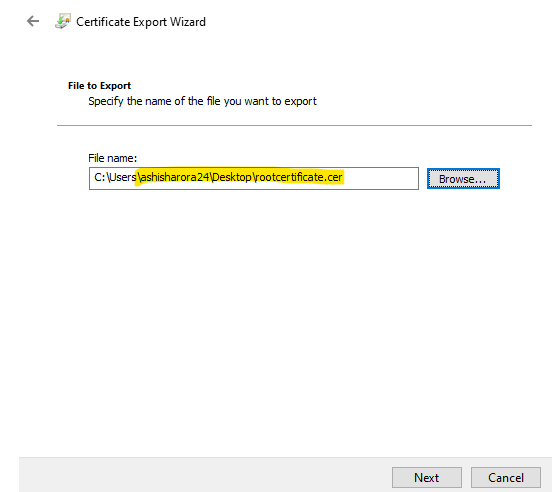 Certificate Export Wizard
File to Export
Specify the name of the file you want to export
File name:
C:\Users\ashisharora24\Desktop\rootcertificate.cer
Browse...
Next
Cancel